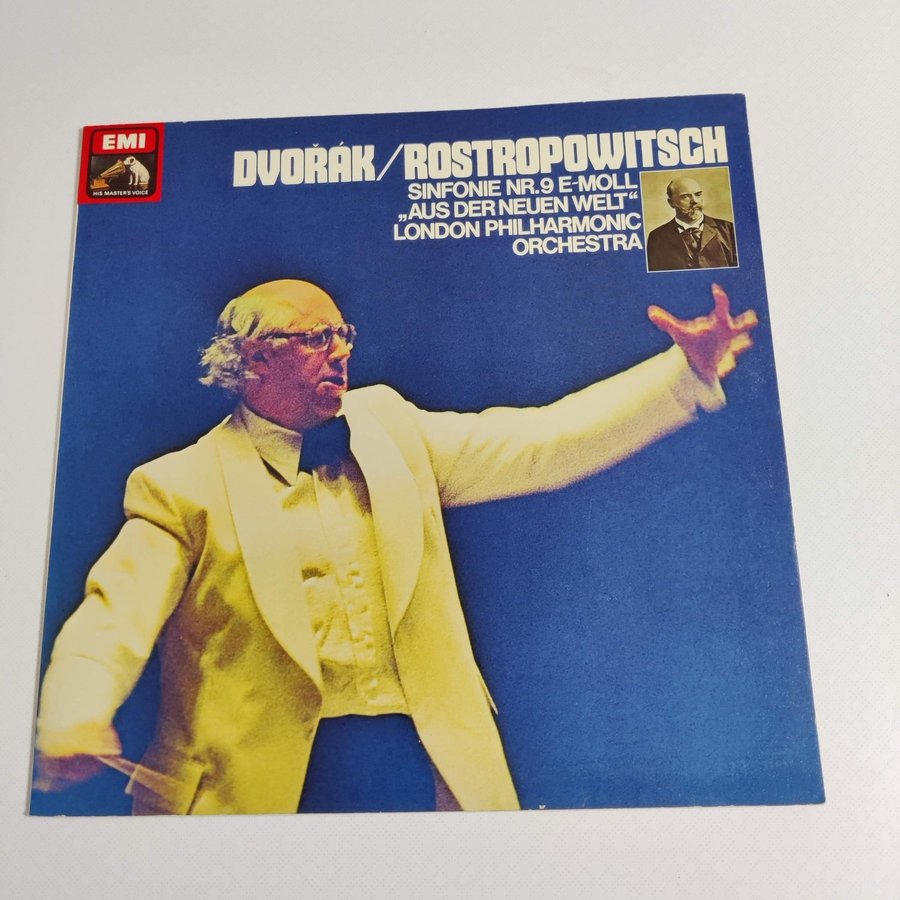 EMI
HIS MASTER'S VOICE
DVOŘÁK/ROSTROPOWITSCH
SINFONIE NR.9 E-MOLL
„AUS DER NEUEN WELT“
LONDON PHILHARMONIC
ORCHESTRA